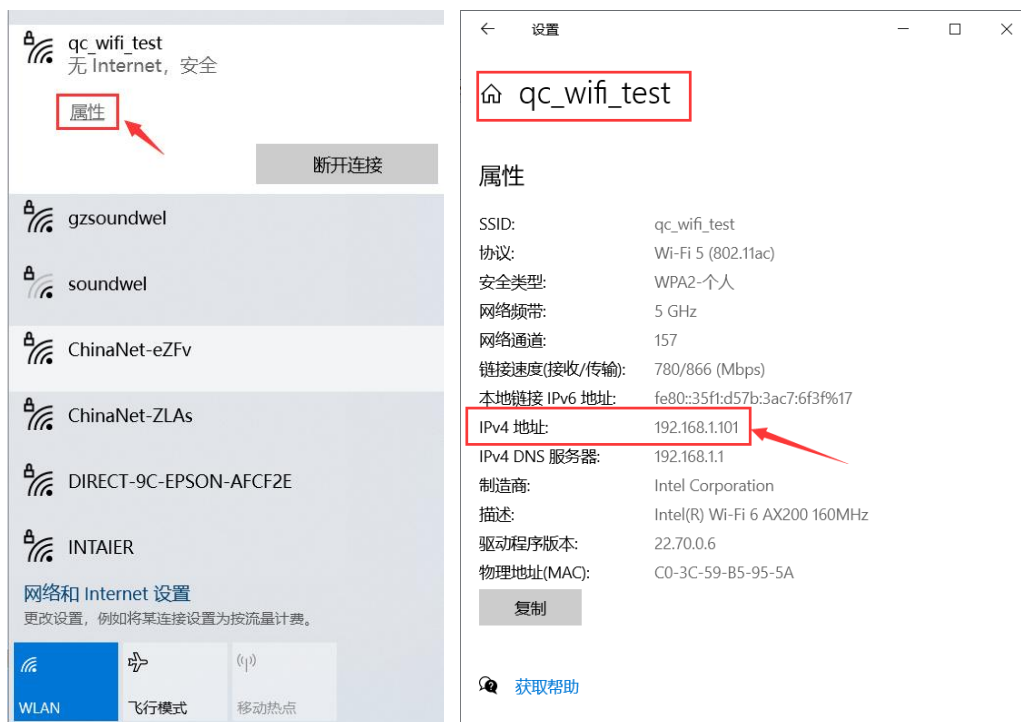 qc_wifi_test
无 Internet，安全
属性
断开连接
gzsoundwel
soundwel
ChinaNet-eZFv
ChinaNet-ZLAs
DIRECT-9C-EPSON-AFCF2E
INTAIER
网络和 Internet 设置
更改设置，例如将某连接设置为按流量计费。
WLAN
飞行模式
移动热点
设置
qc_wifi_test
属性
SSID: qc_wifi_test
协议: Wi-Fi 5 (802.11ac)
安全类型: WPA2-个人
网络频带: 5 GHz
网络通道: 157
链接速度(接收/传输): 780/866 (Mbps)
本地链接 IPv6 地址: fe80::35f1:d57b:3ac7:6f3f%17
IPv4 地址: 192.168.1.101
IPv4 DNS 服务器: 192.168.1.1
制造商: Intel Corporation
描述: Intel(R) Wi-Fi 6 AX200 160MHz
驱动程序版本: 22.70.0.6
物理地址(MAC): C0-3C-59-B5-95-5A
复制
获取帮助